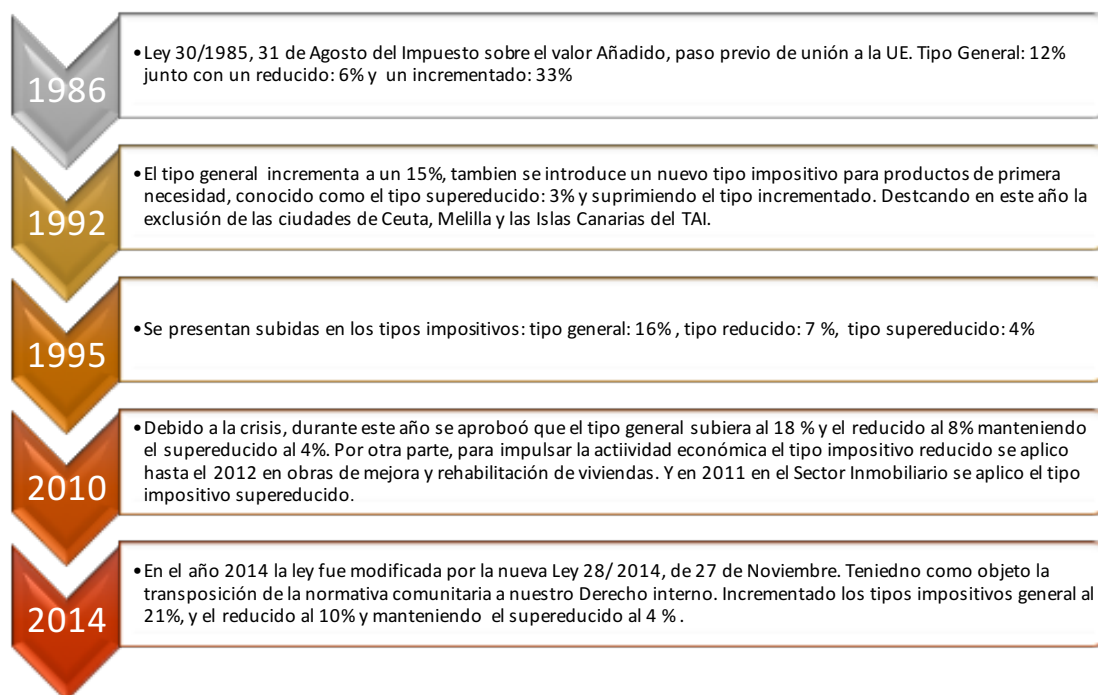 1986
•Ley 30/1985, 31 de Agosto del Impuesto sobre el valor Añadido, paso previo de unión a la UE. Tipo General: 12%
junto con un reducido: 6% y un incrementado: 33%
1992
•El tipo general incrementa a un 15%, tambien se introduce un nuevo tipo impositivo para productos de primera
necesidad, conocido como el tipo supereducido: 3% y suprimiendo el tipo incrementado. Destcando en este año la
exclusión de las ciudades de Ceuta, Melilla y las Islas Canarias del TAI.
1995
•Se presentan subidas en los tipos impositivos: tipo general: 16% , tipo reducido: 7 %, tipo supereducido: 4%
2010
•Debido a la crisis, durante este año se aproboó que el tipo general subiera al 18 % y el reducido al 8% manteniendo
el supereducido al 4%. Por otra parte, para impulsar la actiividad económica el tipo impositivo reducido se aplico
hasta el 2012 en obras de mejora y rehabilitación de viviendas. Y en 2011 en el Sector Inmobiliario se aplico el tipo
impositivo supereducido.
2014
•En el año 2014 la ley fue modificada por la nueva Ley 28/ 2014, de 27 de Noviembre. Teniedno como objeto la
transposición de la normativa comunitaria a nuestro Derecho interno. Incrementado los tipos impositivos general al
21%, y el reducido al 10% y manteniendo el supereducido al 4 % .